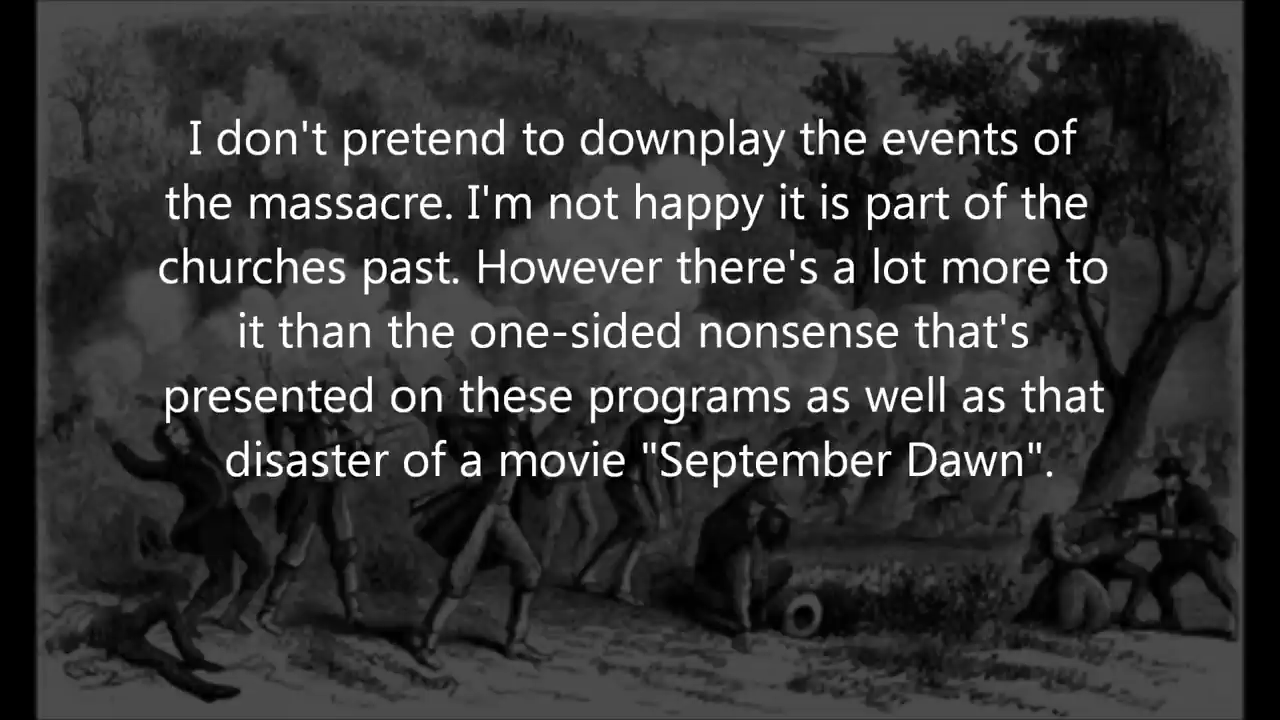 I don't pretend to downplay the events of
the massacre. I'm not happy it is part of the
churches past. However there's a lot more to
it than the one-sided nonsense that's
presented on these programs as well as that
disaster of a movie "September Dawn".